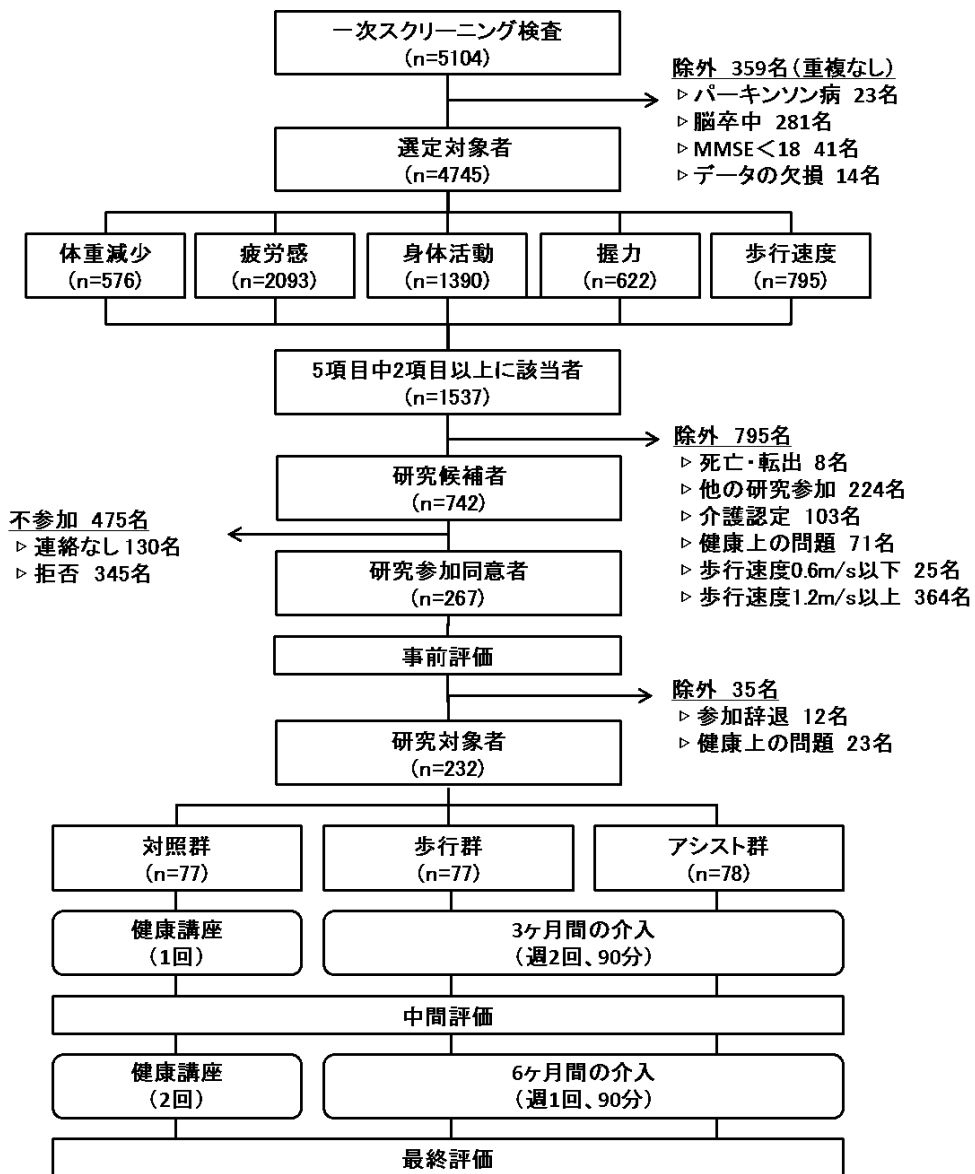 一次スクリーニング検査
(n=5104)
除外 359名(重複なし)
▷ パーキンソン病 23名
▷ 脳卒中 281名
▷ MMSE<18 41名
▷ データの欠損 14名
選定対象者
(n=4745)
体重減少
(n=576)
疲労感
(n=2093)
身体活動
(n=1390)
握力
(n=622)
歩行速度
(n=795)
5項目中2項目以上に該当者
(n=1537)
除外 795名
▷ 死亡・転出 8名
▷ 他の研究参加 224名
▷ 介護認定 103名
▷ 健康上の問題 71名
▷ 歩行速度0.6m/s以下 25名
▷ 歩行速度1.2m/s以上 364名
研究候補者
(n=742)
不参加 475名
▷ 連絡なし 130名
▷ 拒否 345名
研究参加同意者
(n=267)
事前評価
除外 35名
▷ 参加辞退 12名
▷ 健康上の問題 23名
研究対象者
(n=232)
対照群
(n=77)
歩行群
(n=77)
アシスト群
(n=78)
健康講座
(1回)
3ヶ月間の介入
(週2回、90分)
中間評価
健康講座
(2回)
6ヶ月間の介入
(週1回、90分)
最終評価